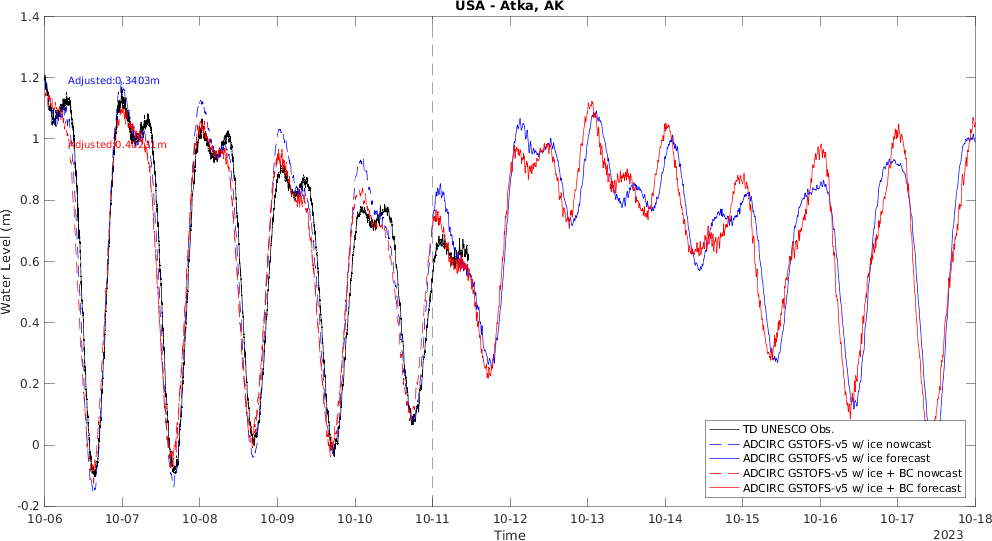 USA - Atka, AK
Water Level (m)
1.4
1.2
1
0.8
0.6
0.4
0.2
0
-0.2
Adjusted:0.3403m
10-06
10-07
10-08
10-09
10-10
10-11
10-12
10-13
10-14
10-15
10-16
10-17
10-18
Time
2023
TD UNESCO Obs.
ADCIRC GSTOFS-v5 w/ ice nowcast
ADCIRC GSTOFS-v5 w/ ice forecast
ADCIRC GSTOFS-v5 w/ ice + BC nowcast
ADCIRC GSTOFS-v5 w/ ice + BC forecast